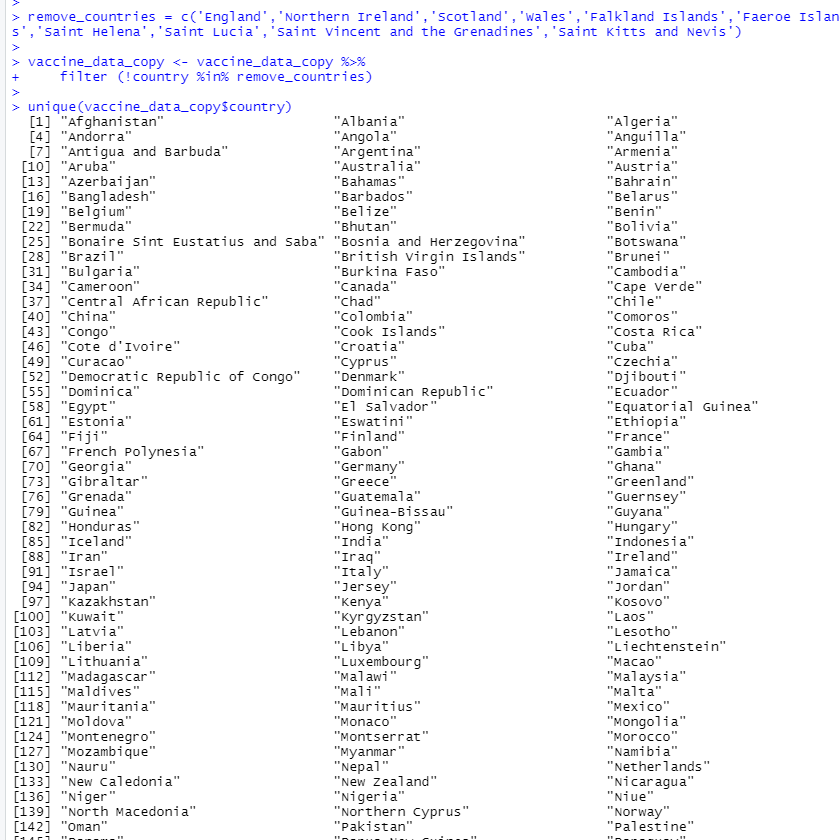 >
> remove_countries = c('England','Northern Ireland','Scotland','Wales','Falkland Islands','Faeroe Islan
s','Saint Helena','Saint Lucia','Saint Vincent and the Grenadines','Saint Kitts and Nevis')
>
> vaccine_data_copy <- vaccine_data_copy %>%
+     filter (!country %in% remove_countries)
>
> unique(vaccine_data_copy$country)
[1] "Afghanistan" "Albania" "Algeria"
[4] "Andorra" "Angola" "Anguilla"
[7] "Antigua and Barbuda" "Argentina" "Armenia"
[10] "Aruba" "Australia" "Austria"
[13] "Azerbaijan" "Bahamas" "Bahrain"
[16] "Bangladesh" "Barbados" "Belarus"
[19] "Belgium" "Belize" "Benin"
[22] "Bermuda" "Bhutan" "Bolivia"
[25] "Bonaire Sint Eustatius and Saba" "Bosnia and Herzegovina" "Botswana"
[28] "Brazil" "British Virgin Islands" "Brunei"
[31] "Bulgaria" "Burkina Faso" "Cambodia"
[34] "Cameroon" "Canada" "Cape Verde"
[37] "Central African Republic" "Chad" "Chile"
[40] "China" "Colombia" "Comoros"
[43] "Congo" "Cook Islands" "Costa Rica"
[46] "Cote d'Ivoire" "Croatia" "Cuba"
[49] "Curacao" "Cyprus" "Czechia"
[52] "Democratic Republic of Congo" "Denmark" "Djibouti"
[55] "Dominica" "Dominican Republic" "Ecuador"
[58] "Egypt" "El Salvador" "Equatorial Guinea"
[61] "Estonia" "Eswatini" "Ethiopia"
[64] "Fiji" "Finland" "France"
[67] "French Polynesia" "Gabon" "Gambia"
[70] "Georgia" "Germany" "Ghana"
[73] "Gibraltar" "Greece" "Greenland"
[76] "Grenada" "Guatemala" "Guernsey"
[79] "Guinea" "Guinea-Bissau" "Guyana"
[82] "Honduras" "Hong Kong" "Hungary"
[85] "Iceland" "India" "Indonesia"
[88] "Iran" "Iraq" "Ireland"
[91] "Israel" "Italy" "Jamaica"
[94] "Japan" "Jersey" "Jordan"
[97] "Kazakhstan" "Kenya" "Kosovo"
[100] "Kuwait" "Kyrgyzstan" "Laos"
[103] "Latvia" "Lebanon" "Lesotho"
[106] "Liberia" "Libya" "Liechtenstein"
[109] "Lithuania" "Luxembourg" "Macao"
[112] "Madagascar" "Malawi" "Malaysia"
[115] "Maldives" "Mali" "Malta"
[118] "Mauritania" "Mauritius" "Mexico"
[121] "Moldova" "Monaco" "Mongolia"
[124] "Montenegro" "Montserrat" "Morocco"
[127] "Mozambique" "Myanmar" "Namibia"
[130] "Nauru" "Nepal" "Netherlands"
[133] "New Caledonia" "New Zealand" "Nicaragua"
[136] "Niger" "Nigeria" "Niue"
[139] "North Macedonia" "Northern Cyprus" "Norway"
[142] "Oman" "Pakistan" "Palestine"